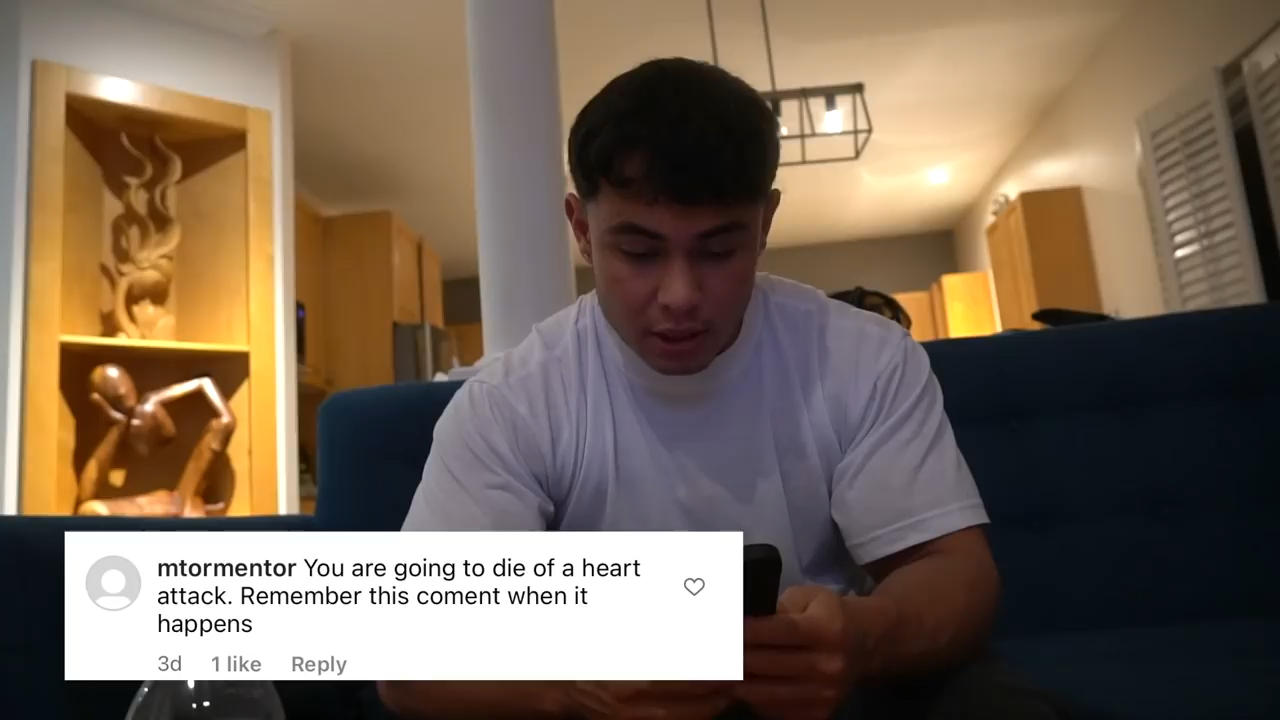 mtormentor You are going to die of a heart
attack. Remember this coment when it
happens
3d 1 like Reply